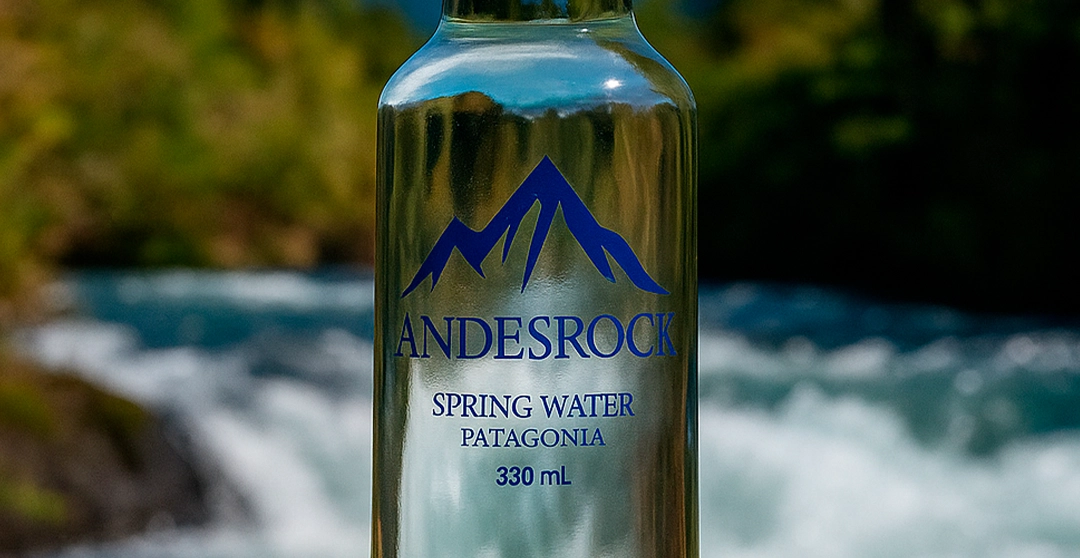 ANDESROCK
SPRING WATER
PATAGONIA
330 mL